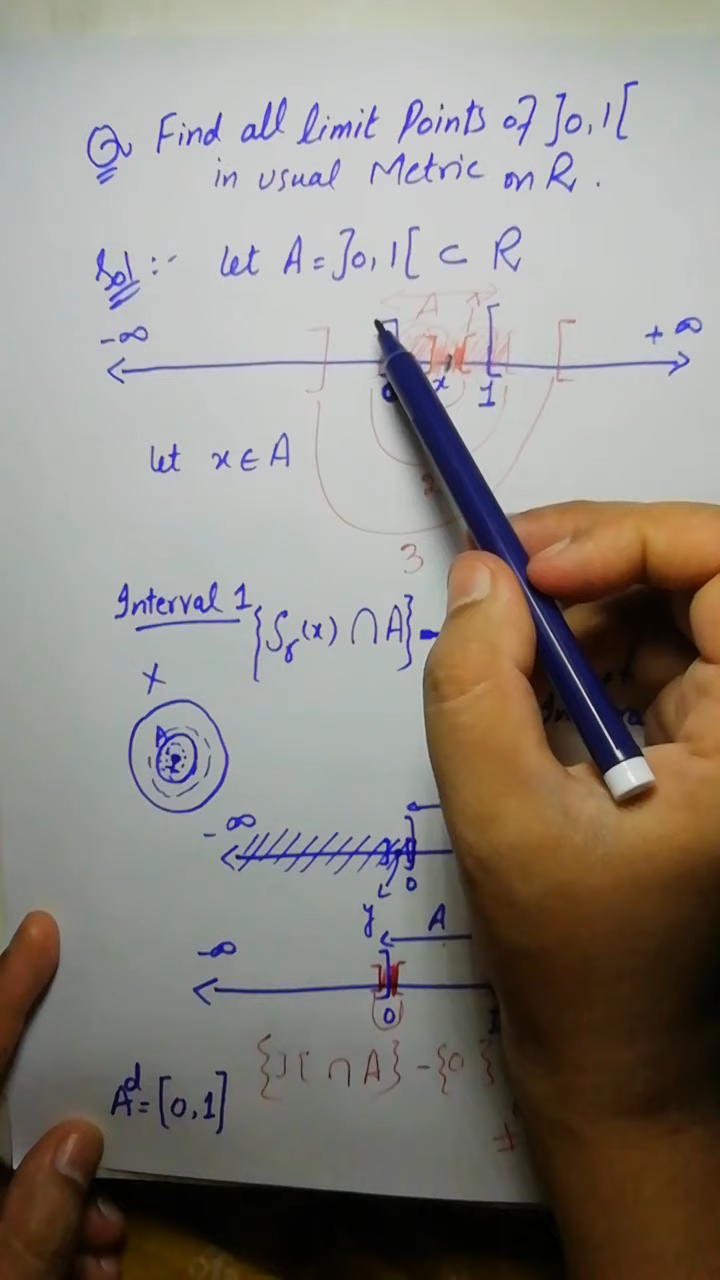 Q Find all limit Points of ]0,1[
in usual Metric on R.
Sol:- let A = ]0,1[ ⊂ R
A
-∞ +∞
x 1
2
let x ∈ A
3
Interval 1 {Sr(x) ∩ A} -
X
-∞
0
y A
-∞
0
{][ ∩ A} - {0}
A^d = [0,1]